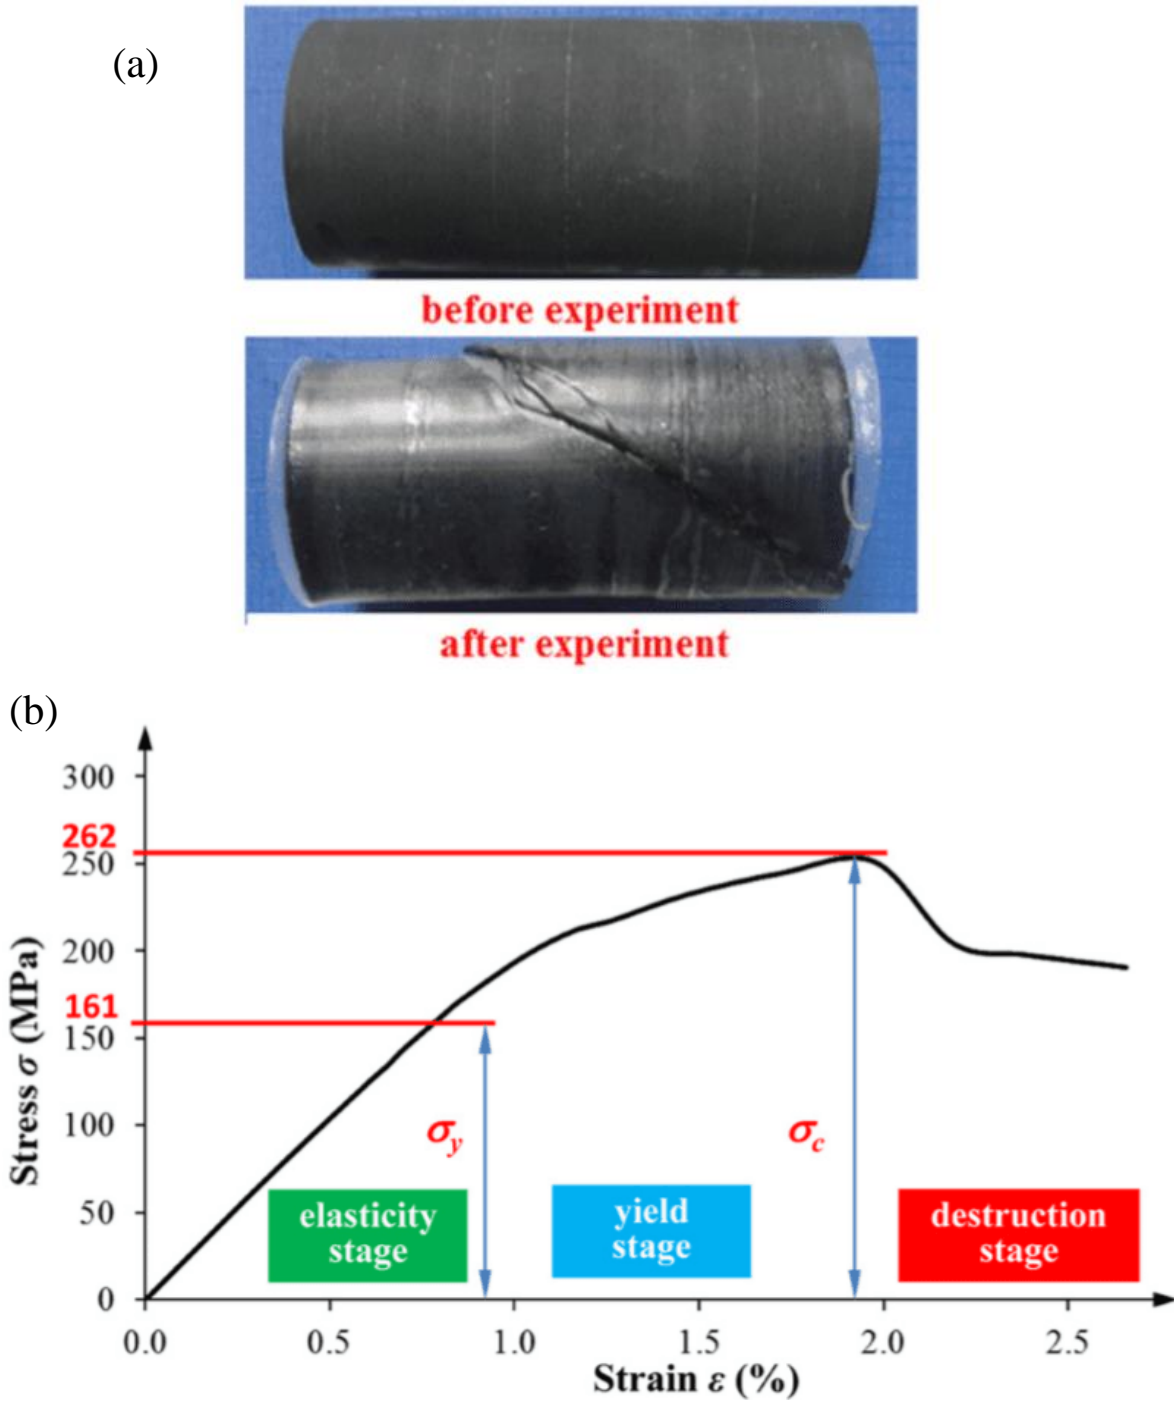 (a)
before experiment
after experiment
(b)
300
262
250
200
161
150
100
50
0
Stress σ (MPa)
σy
σc
elasticity
stage
yield
stage
destruction
stage
0.0 0.5 1.0 1.5 2.0 2.5
Strain ε (%)